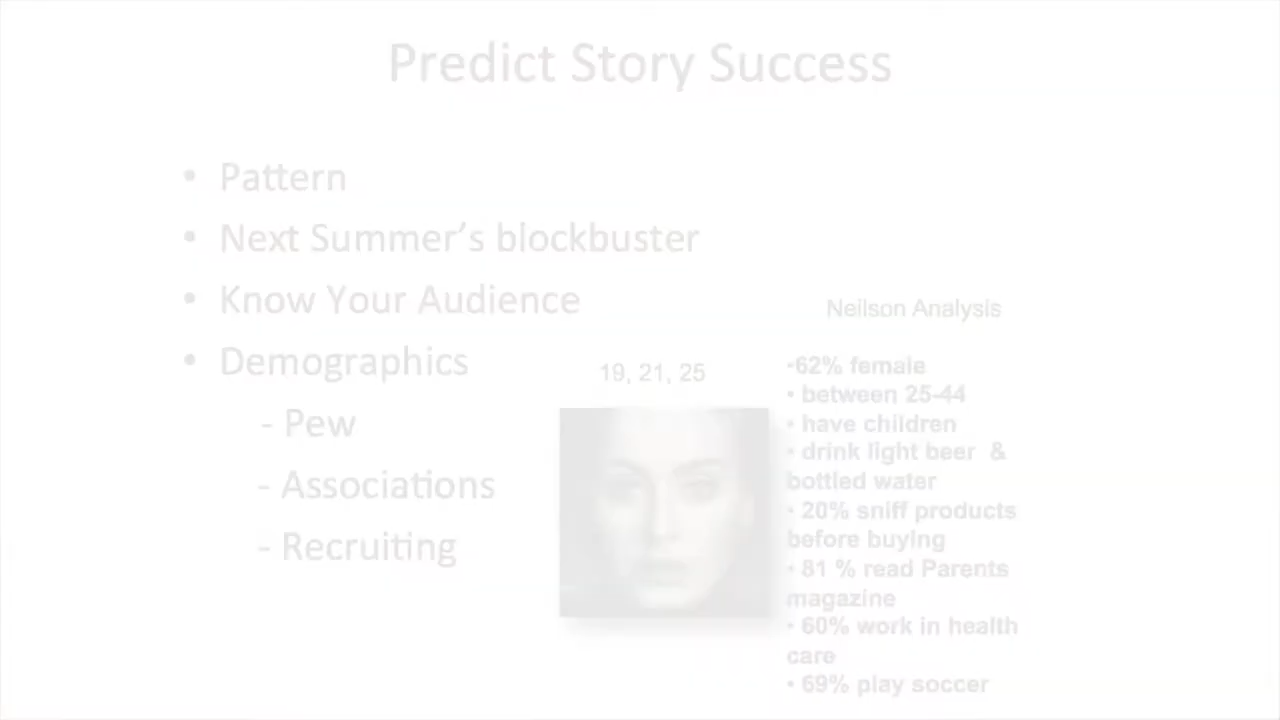 Predict Story Success
• Pattern
• Next Summer's blockbuster
• Know Your Audience
• Demographics
- Pew
- Associations
- Recruiting
19, 21, 25
Neilson Analysis
•62% female
• between 25-44
• have children
• drink light beer &
bottled water
• 20% sniff products
before buying
• 81 % read Parents
magazine
• 60% work in health
care
• 69% play soccer